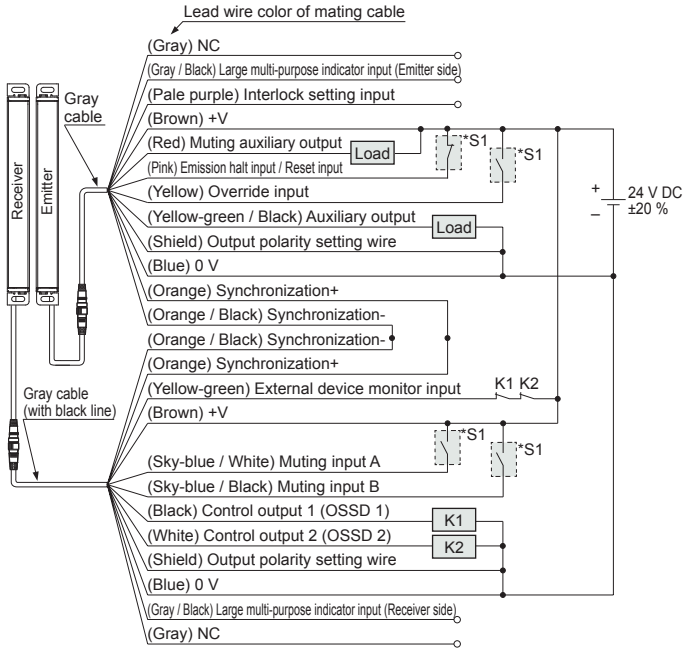 Lead wire color of mating cable
(Gray) NC
(Gray / Black) Large multi-purpose indicator input (Emitter side)
(Pale purple) Interlock setting input
(Brown) +V
(Red) Muting auxiliary output
Load
*S1
(Pink) Emission halt input / Reset input
*S1
(Yellow) Override input
(Yellow-green / Black) Auxiliary output
Load
(Shield) Output polarity setting wire
(Blue) 0 V
Gray
cable
Receiver
Emitter
+
–
24 V DC
±20 %
(Orange) Synchronization+
(Orange / Black) Synchronization-
(Orange / Black) Synchronization-
(Orange) Synchronization+
(Yellow-green) External device monitor input
K1 K2
(Brown) +V
Gray cable
(with black line)
*S1
*S1
(Sky-blue / White) Muting input A
(Sky-blue / Black) Muting input B
(Black) Control output 1 (OSSD 1)
K1
(White) Control output 2 (OSSD 2)
K2
(Shield) Output polarity setting wire
(Blue) 0 V
(Gray / Black) Large multi-purpose indicator input (Receiver side)
(Gray) NC